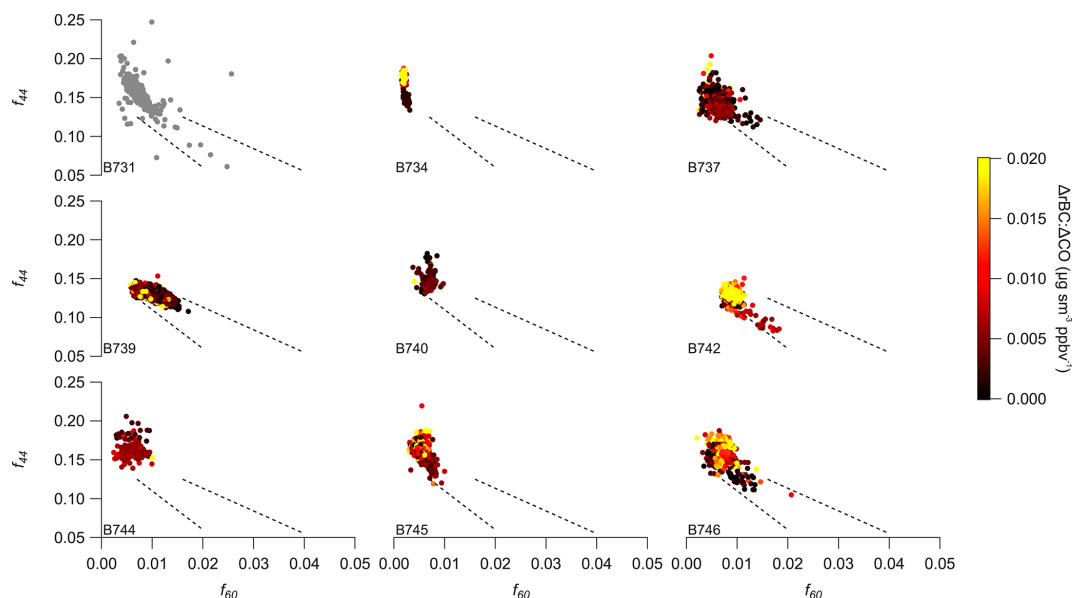 0.25
0.20
0.15
0.10
0.05
f44
B731
B734
B737
0.25
0.20
0.15
0.10
0.05
f44
B739
B740
B742
0.25
0.20
0.15
0.10
0.05
f44
B744
B745
B746
0.00 0.01 0.02 0.03 0.04 0.05
0.00 0.01 0.02 0.03 0.04 0.05
0.00 0.01 0.02 0.03 0.04 0.05
f60
f60
f60
0.020
0.015
0.010
0.005
0.000
ΔrBC:ΔCO (µg sm⁻³ ppbv⁻¹)